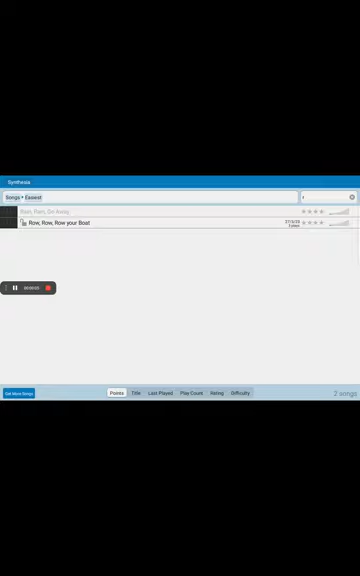 Synthesia
Songs • Easiest
r
Rain, Rain, Go Away
Row, Row, Row your Boat
Get More Songs
Points
Title
Last Played
Play Count
Rating
Difficulty
2 songs